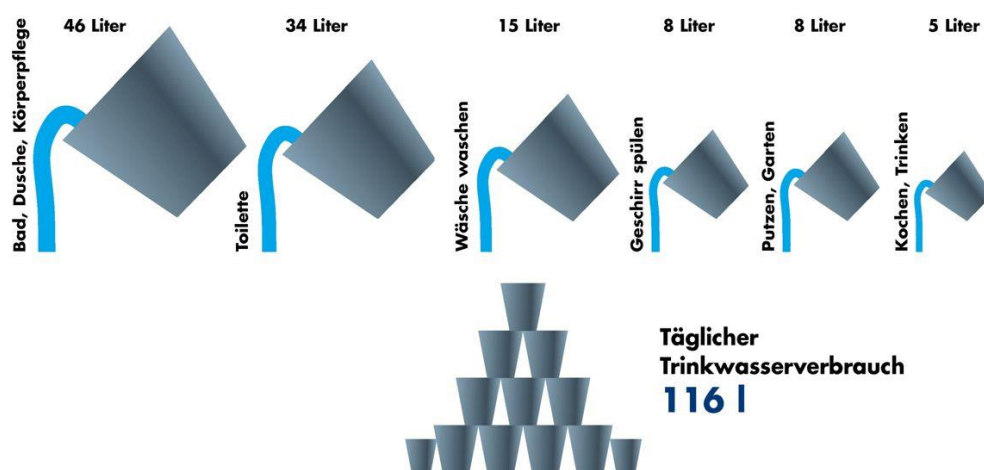 46 Liter
34 Liter
15 Liter
8 Liter
8 Liter
5 Liter
Bad, Dusche, Körperpflege
Toilette
Wäsche waschen
Geschirr spülen
Putzen, Garten
Kochen, Trinken
Täglicher
Trinkwasserverbrauch
116 l